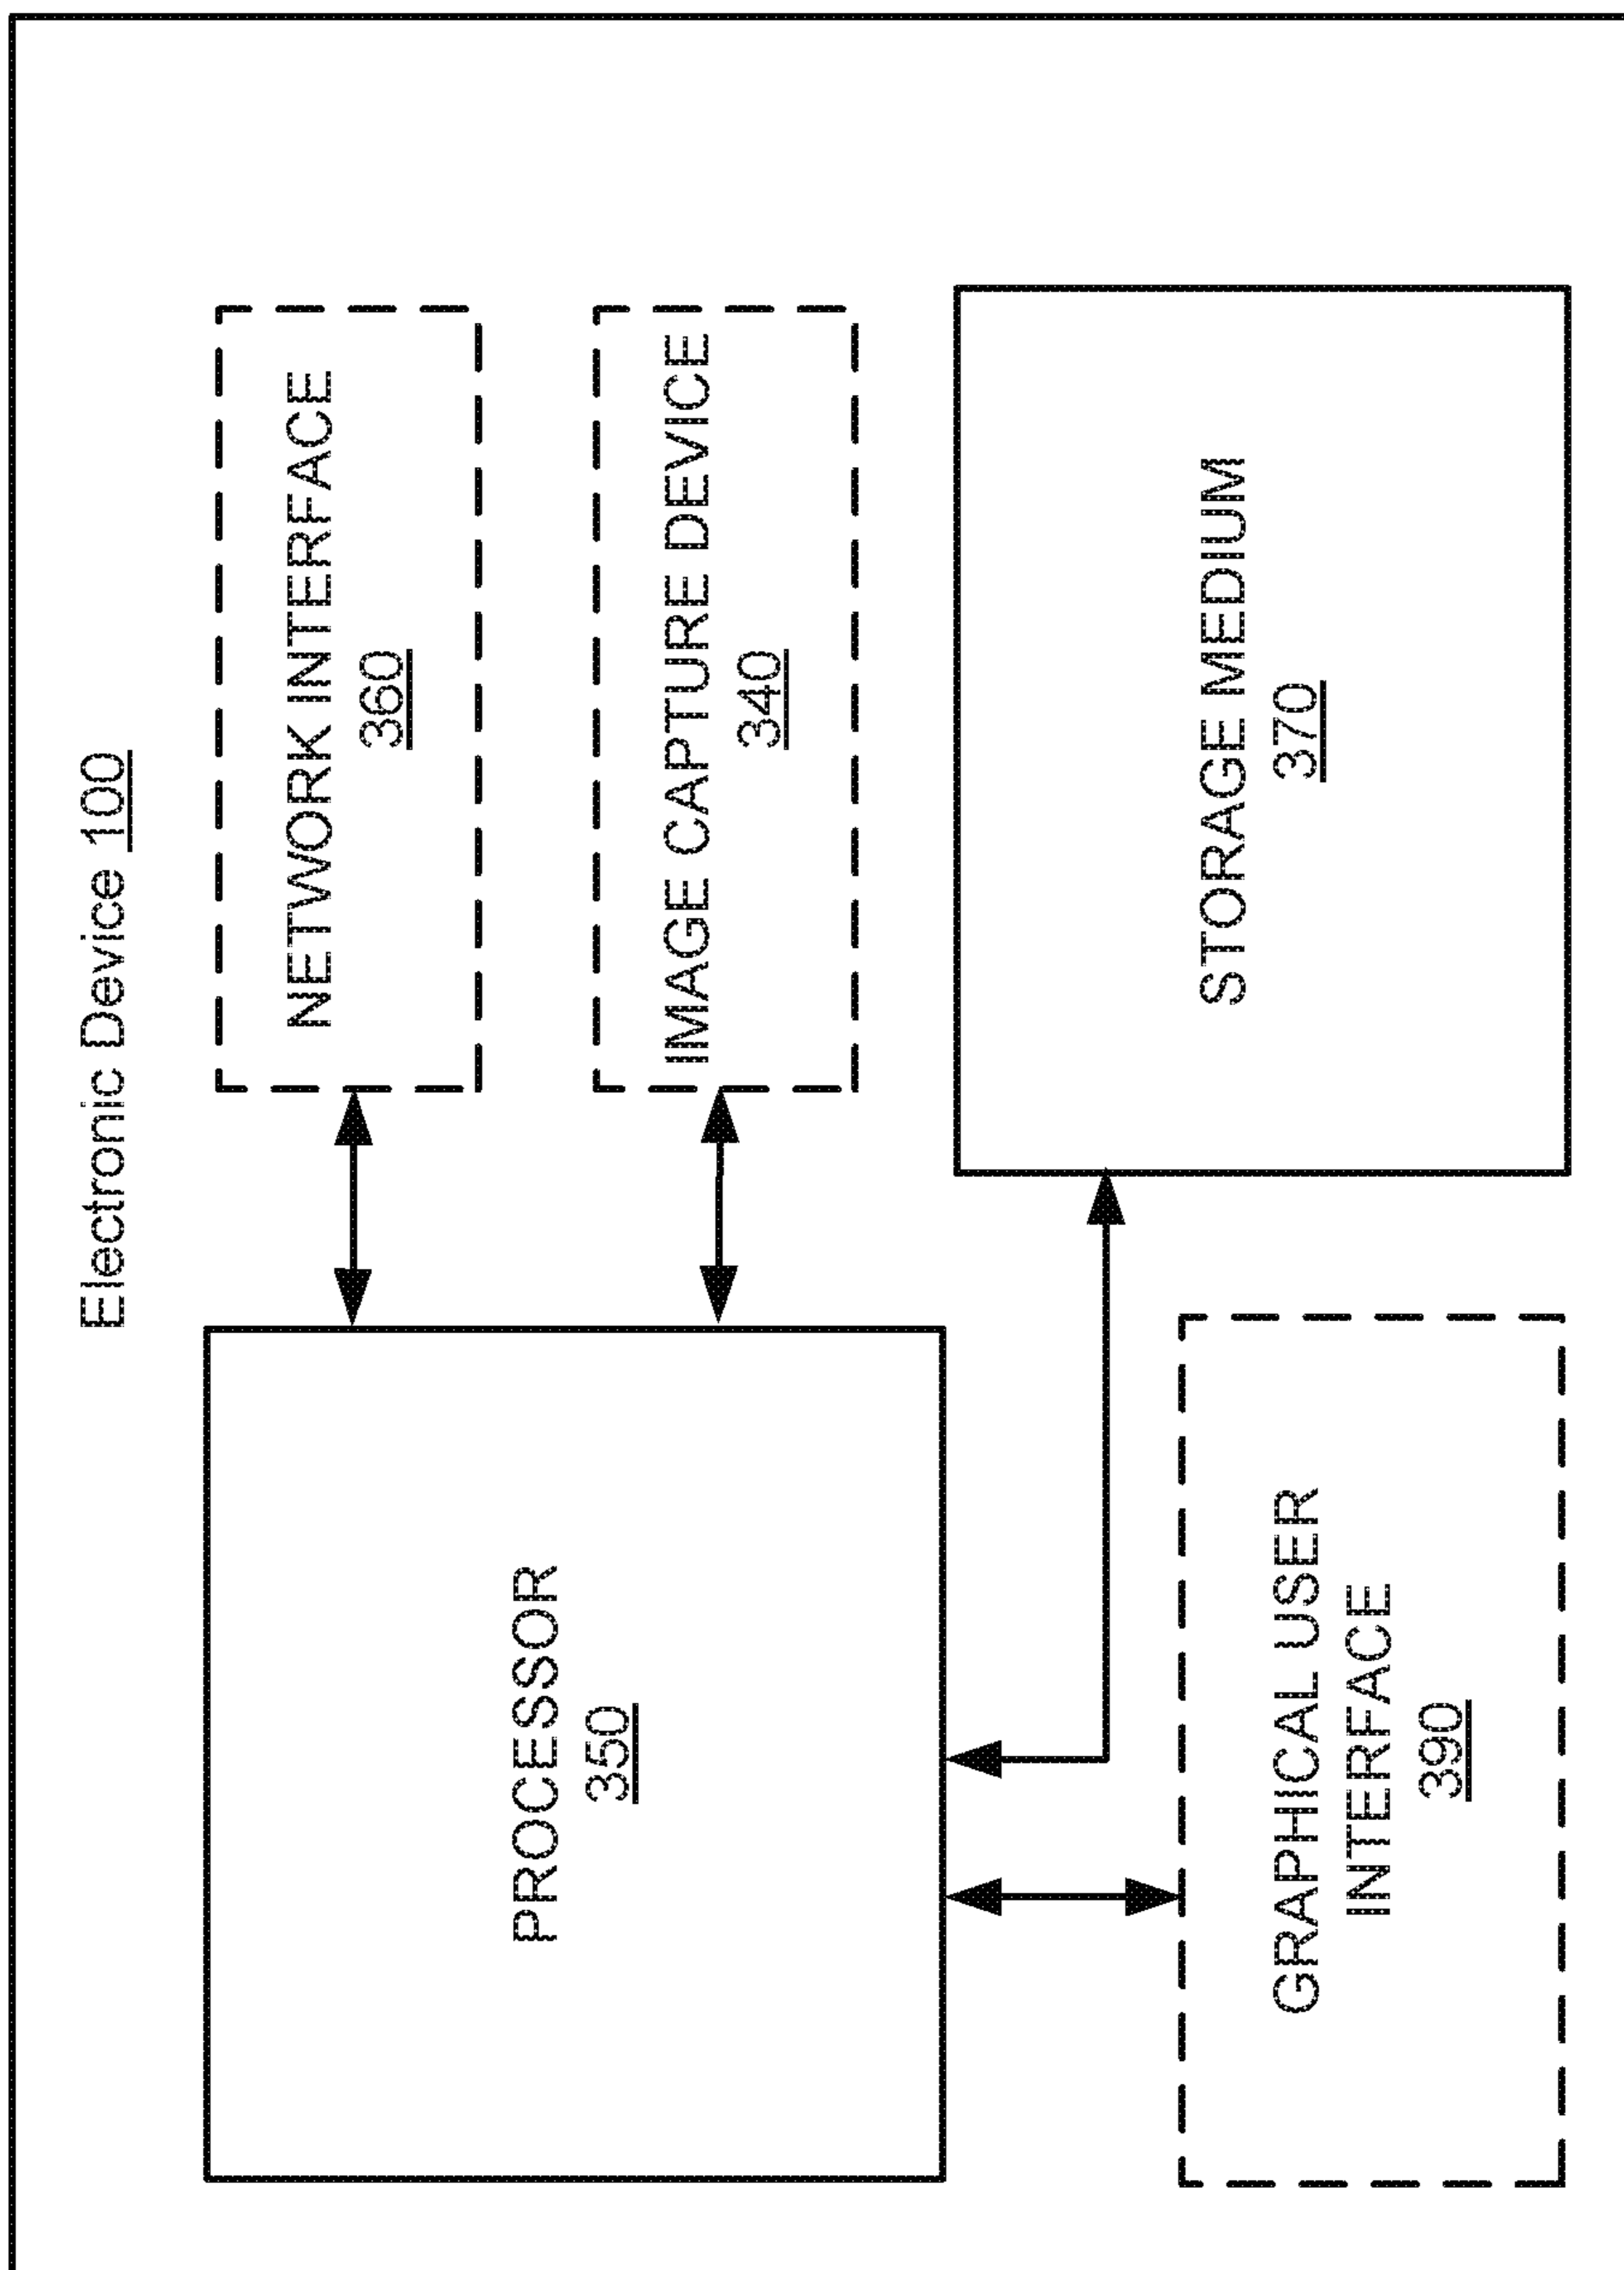 Electronic Device 100
PROCESSOR
350
NETWORK INTERFACE
360
IMAGE CAPTURE DEVICE
340
STORAGE MEDIUM
370
GRAPHICAL USER
INTERFACE
390